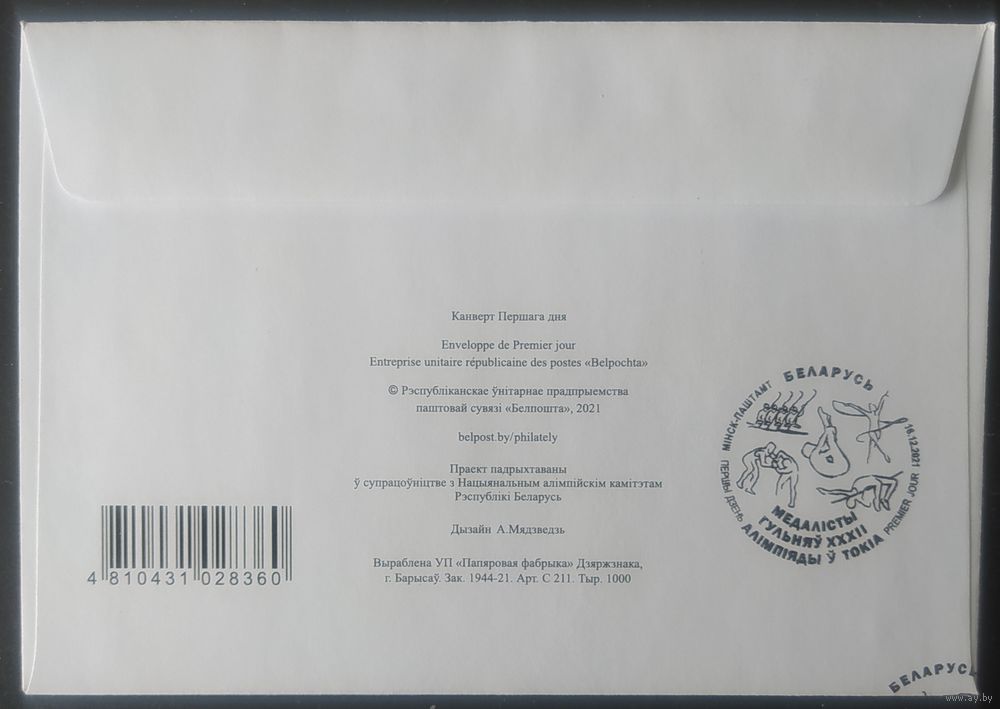 Канверт Першага дня
Enveloppe de Premier jour
Entreprise unitaire républicaine des postes «Belpochta»
© Рэспубліканскае ўнітарнае прадпрыемства
паштовай сувязі «Белпошта», 2021
belpost.by/philately
Праект падрыхтаваны
ў супрацоўніцтве з Нацыянальным алімпійскім камітэтам
Рэспублікі Беларусь
Дызайн А.Мядзведзь
Выраблена УП «Папяровая фабрыка» Дзяржзнака,
г. Барысаў. Зак. 1944-21. Арт. С 211. Тыр. 1000
4 810431 028360
БЕЛАРУСЬ
МІНСК-ПАШТАМТ
16.12.2021
ПЕРШЫ ДЗЕНЬ
PREMIER JOUR
МЕДАЛІСТЫ
ГУЛЬНЯЎ XXXII
АЛІМПІЯДЫ Ў ТОКІА
БЕЛАРУСЬ
www.ay.by